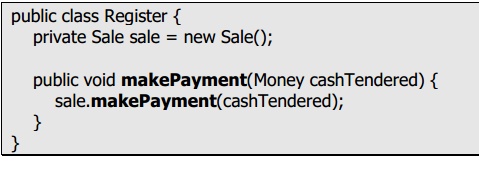 public class Register {
private Sale sale = new Sale();
public void makePayment(Money cashTendered) {
sale.makePayment(cashTendered);
}
}